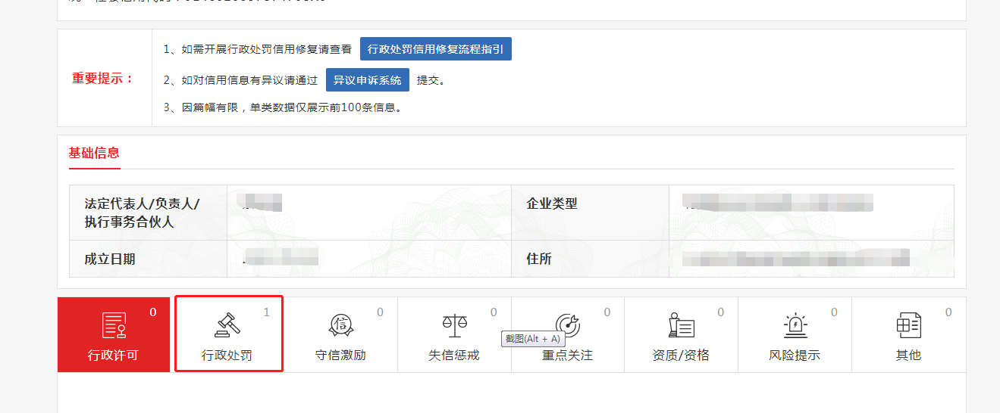 重要提示：
1、如需开展行政处罚信用修复请查看 行政处罚信用修复流程指引
2、如对信用信息有异议请通过 异议申诉系统 提交。
3、因篇幅有限，单类数据仅展示前100条信息。
基础信息
法定代表人/负责人/
执行事务合伙人
企业类型
成立日期
住所
0
行政许可
1
行政处罚
0
信
守信激励
0
失信惩戒
0
截图(Alt + A)
重点关注
0
资质/资格
0
风险提示
0
其他